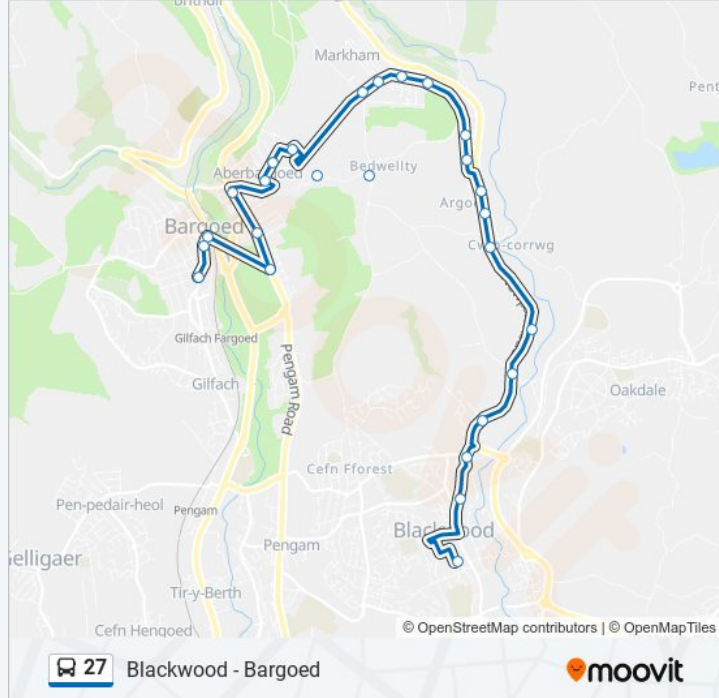 Brithdir
Markham
Pent
Bedwellty
Aberbargoed
Argoed
Bargoed
Cwm-corrwg
Gilfach Fargoed
Pengam Road
Gilfach
Oakdale
Cefn Fforest
Pen-pedair-heol
Pengam
Blackwood
Pengam
Gelligaer
Tir-y-Berth
Cefn Hengoed
© OpenStreetMap contributors | © OpenMapTiles
27 Blackwood - Bargoed
moovit